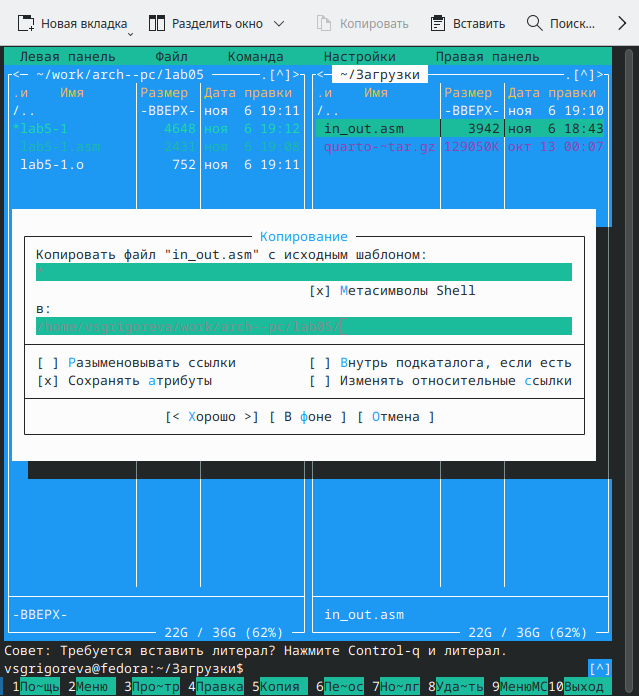 Новая вкладка Разделить окно Копировать Вставить Поиск...
Левая панель Файл Команда Настройки Правая панель
<— ~/work/arch--pc/lab05 .[^]> <— ~/Загрузки .[^]>
.и Имя Размер Дата правки .и Имя Размер Дата правки
/.. -ВВЕРХ- ноя 6 19:11 /.. -ВВЕРХ- ноя 6 19:10
*lab5-1 4648 ноя 6 19:12 in_out.asm 3942 ноя 6 18:43
lab5-1.asm 2431 ноя 6 19:08 quarto-~tar.gz 129050K окт 13 00:07
lab5-1.o 752 ноя 6 19:11
Копирование
Копировать файл "in_out.asm" с исходным шаблоном:
[x] Метасимволы Shell
в:
/home/vsgrigoreva/work/arch--pc/lab05/
[ ] Разыменовывать ссылки [ ] Внутрь подкаталога, если есть
[x] Сохранять атрибуты [ ] Изменять относительные ссылки
[< Хорошо >] [ В фоне ] [ Отмена ]
-ВВЕРХ- in_out.asm
22G / 36G (62%) 22G / 36G (62%)
Совет: Требуется вставить литерал? Нажмите Control-q и литерал.
vsgrigoreva@fedora:~/Загрузки$ [^]
1По~щь 2Меню 3Про~тр 4Правка 5Копия 6Пе~ос 7Но~лг 8Уда~ть 9МенюMC 10Выход